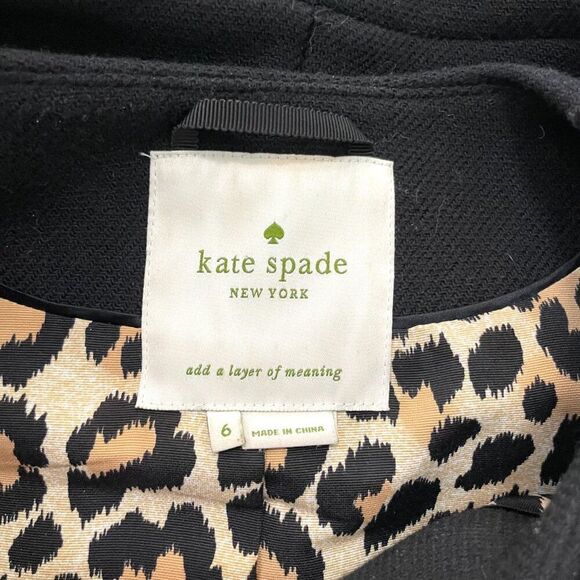 kate spade
NEW YORK
add a layer of meaning
6
MADE IN CHINA